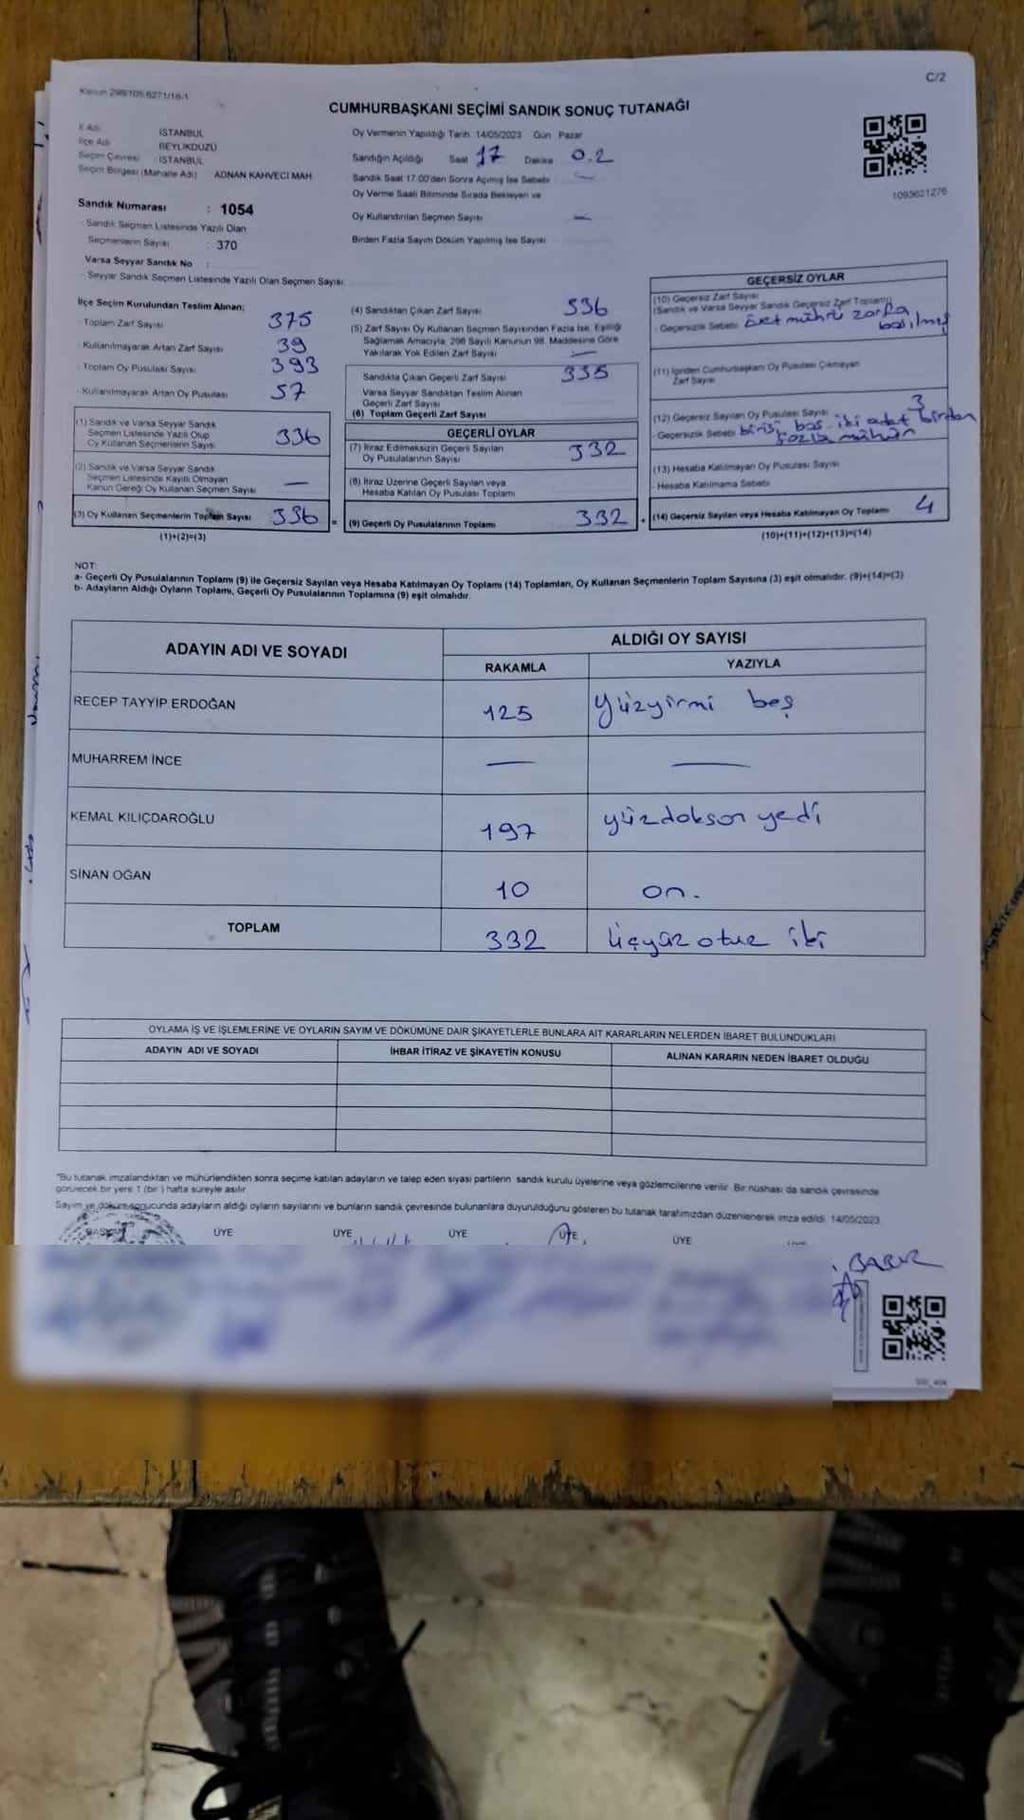 Kanun 298/105 6271/16/1
C/2
CUMHURBAŞKANI SEÇİMİ SANDIK SONUÇ TUTANAĞI
İl Adı İSTANBUL
İlçe Adı BEYLİKDÜZÜ
Seçim Çevresi : İSTANBUL
Seçim Bölgesi (Mahalle Adı) ADNAN KAHVECİ MAH.
Sandık Numarası : 1054
Sandık Seçmen Listesinde Yazılı Olan
Seçmenlerin Sayısı : 370
Varsa Seyyar Sandık No :
Seyyar Sandık Seçmen Listesinde Yazılı Olan Seçmen Sayısı:
Oy Vermenin Yapıldığı Tarih 14/05/2023 Gün Pazar
Sandığın Açıldığı Saat 17 Dakika 0.2
Sandık Saat 17:00'den Sonra Açılmış İse Sebebi
Oy Verme Saati Bitiminde Sırada Bekleyen ve
Oy Kullandırılan Seçmen Sayısı —
Birden Fazla Sayım Döküm Yapılmış İse Sayısı
1093621276
İlçe Seçim Kurulundan Teslim Alınan;
Toplam Zarf Sayısı 375
Kullanılmayarak Artan Zarf Sayısı 39
Toplam Oy Pusulası Sayısı 393
Kullanılmayarak Artan Oy Pusulası 57
(1) Sandık ve Varsa Seyyar Sandık
Seçmen Listesinde Yazılı Olup
Oy Kullanan Seçmenlerin Sayısı 336
(2) Sandık ve Varsa Seyyar Sandık
Seçmen Listesinde Kayıtlı Olmayan
Kanun Gereği Oy Kullanan Seçmen Sayısı —
(3) Oy Kullanan Seçmenlerin Toplam Sayısı 336
(1)+(2)=(3)
(4) Sandıktan Çıkan Zarf Sayısı 336
(5) Zarf Sayısı Oy Kullanan Seçmen Sayısından Fazla İse, Eşitliği
Sağlamak Amacıyla, 298 Sayılı Kanunun 98. Maddesine Göre
Yakılarak Yok Edilen Zarf Sayısı —
Sandıkta Çıkan Geçerli Zarf Sayısı 335
Varsa Seyyar Sandıktan Teslim Alınan
Geçerli Zarf Sayısı
(6) Toplam Geçerli Zarf Sayısı
GEÇERLİ OYLAR
(7) İtiraz Edilmeksizin Geçerli Sayılan
Oy Pusulalarının Sayısı 332
(8) İtiraz Üzerine Geçerli Sayılan veya
Hesaba Katılan Oy Pusulası Toplamı
= (9) Geçerli Oy Pusulalarının Toplamı 332
GEÇERSİZ OYLAR
(10) Geçersiz Zarf Sayısı
(Sandık ve Varsa Seyyar Sandık Geçersiz Zarf Toplamı)
Geçersizlik Sebebi Evet mührü zarfa
basılmış
(11) İçinden Cumhurbaşkanı Oy Pusulası Çıkmayan
Zarf Sayısı
(12) Geçersiz Sayılan Oy Pusulası Sayısı 3
Geçersizlik Sebebi birisi boş iki adet birden
fazla mühür
(13) Hesaba Katılmayan Oy Pusulası Sayısı
Hesaba Katılmama Sebebi
+ (14) Geçersiz Sayılan veya Hesaba Katılmayan Oy Toplamı 4
(10)+(11)+(12)+(13)=(14)
NOT:
a- Geçerli Oy Pusulalarının Toplamı (9) ile Geçersiz Sayılan veya Hesaba Katılmayan Oy Toplamı (14) Toplamları, Oy Kullanan Seçmenlerin Toplam Sayısına (3) eşit olmalıdır. (9)+(14)=(3)
b- Adayların Aldığı Oyların Toplamı, Geçerli Oy Pusulalarının Toplamına (9) eşit olmalıdır.
ADAYIN ADI VE SOYADI ALDIĞI OY SAYISI
RAKAMLA YAZIYLA
RECEP TAYYİP ERDOĞAN 125 yüzyirmi beş
MUHARREM İNCE — —
KEMAL KILIÇDAROĞLU 197 yüzdoksan yedi
SİNAN OĞAN 10 on.
TOPLAM 332 üçyüz otuz iki
OYLAMA İŞ VE İŞLEMLERİNE VE OYLARIN SAYIM VE DÖKÜMÜNE DAİR ŞİKAYETLERLE BUNLARA AİT KARARLARIN NELERDEN İBARET BULUNDUKLARI
ADAYIN ADI VE SOYADI İHBAR İTİRAZ VE ŞİKAYETİN KONUSU ALINAN KARARIN NEDEN İBARET OLDUĞU
*Bu tutanak imzalandıktan ve mühürlendikten sonra seçime katılan adayların ve talep eden siyasi partilerin sandık kurulu üyelerine veya gözlemcilerine verilir. Bir nüshası da sandık çevresinde
görülecek bir yere 1 (bir ) hafta süreyle asılır.
Sayım ve döküm sonucunda adayların aldığı oyların sayılarını ve bunların sandık çevresinde bulunanlara duyurulduğunu gösteren bu tutanak tarafımızdan düzenlenerek imza edildi. 14/05/2023
BAŞKAN ÜYE ÜYE ÜYE ÜYE ÜYE